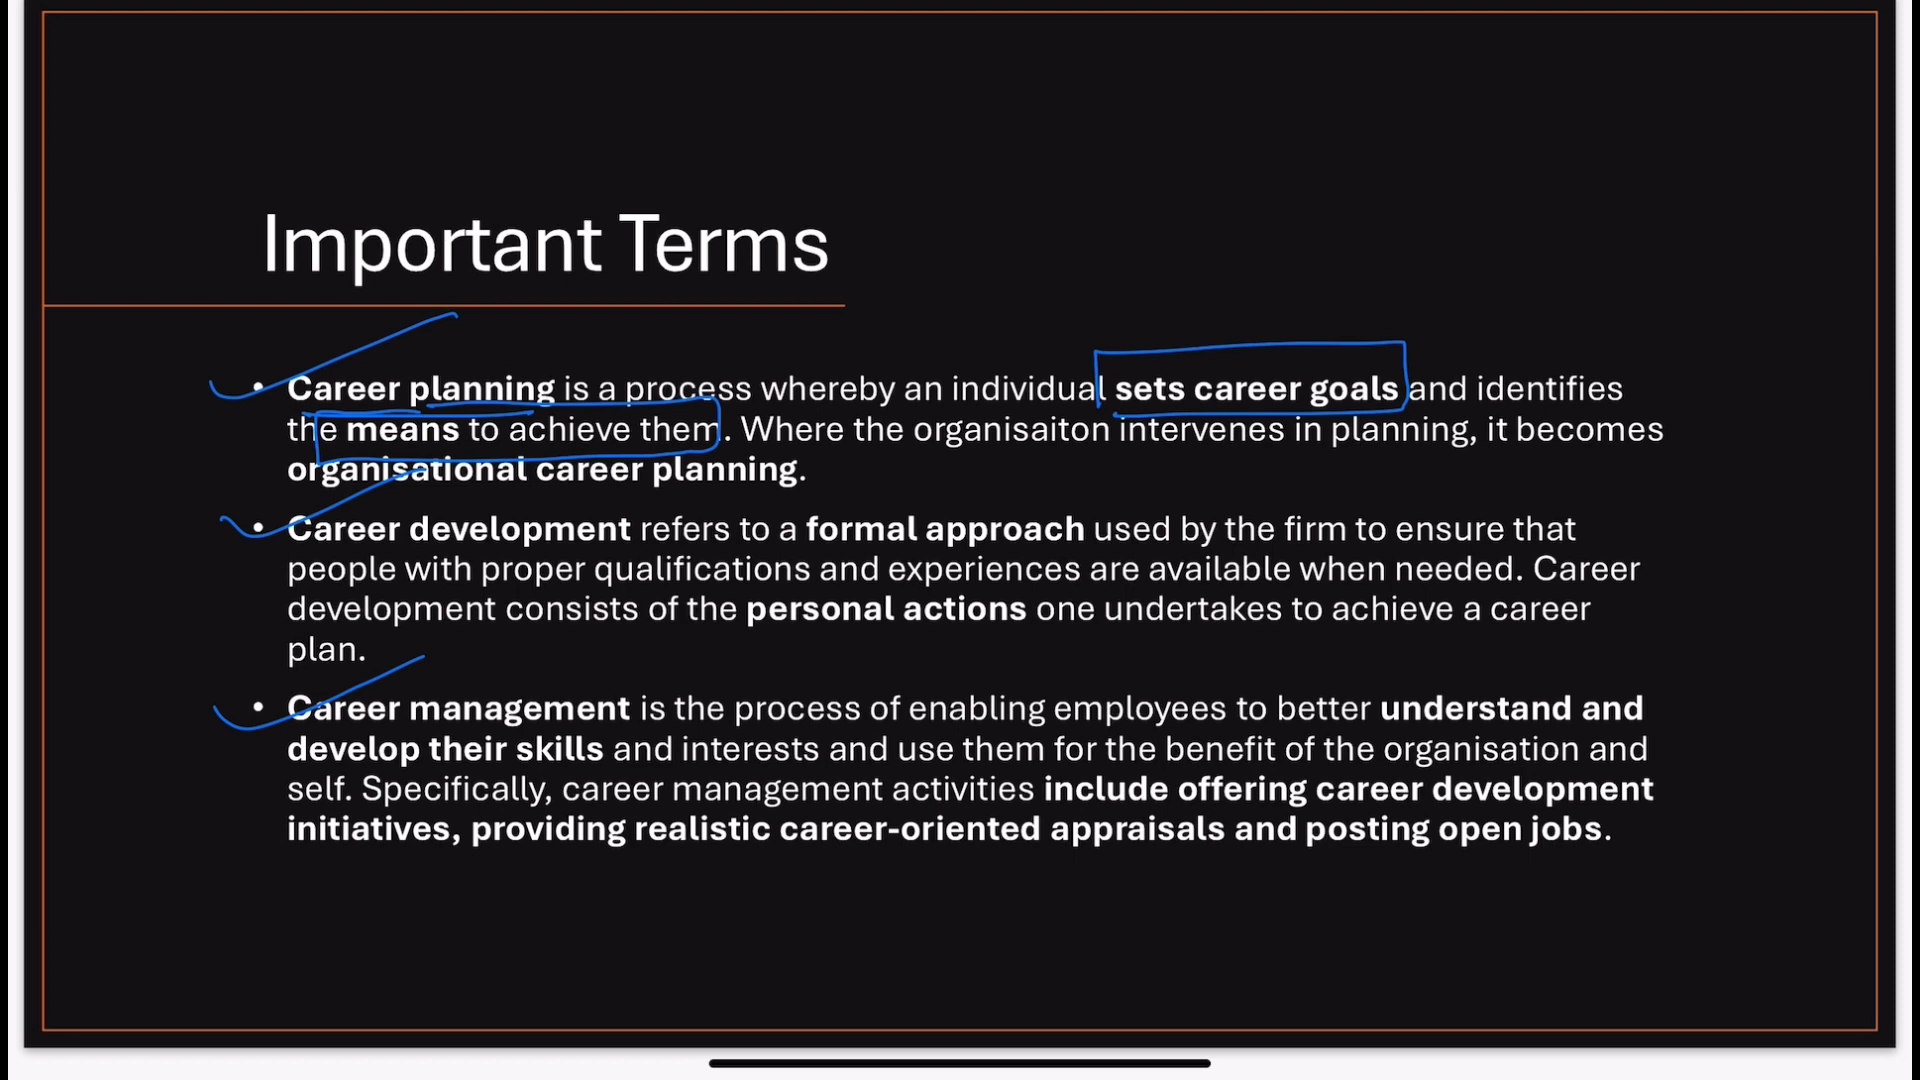 Important Terms
• Career planning is a process whereby an individual sets career goals and identifies
the means to achieve them. Where the organisaiton intervenes in planning, it becomes
organisational career planning.
• Career development refers to a formal approach used by the firm to ensure that
people with proper qualifications and experiences are available when needed. Career
development consists of the personal actions one undertakes to achieve a career
plan.
• Career management is the process of enabling employees to better understand and
develop their skills and interests and use them for the benefit of the organisation and
self. Specifically, career management activities include offering career development
initiatives, providing realistic career-oriented appraisals and posting open jobs.